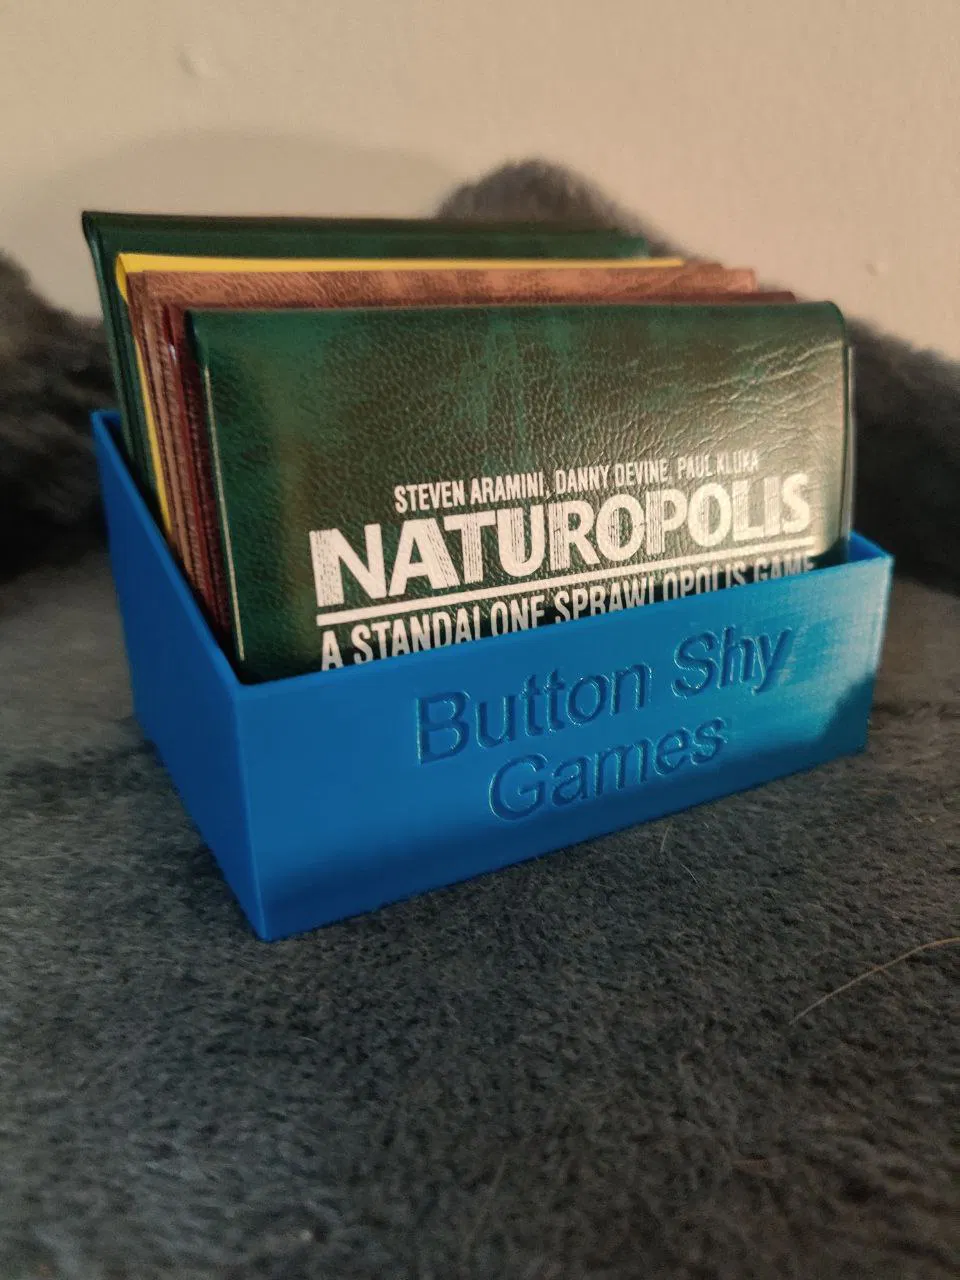 STEVEN ARAMINI, DANNY DEVINE, PAUL KLUKA
NATUROPOLIS
A STANDALONE SPRAWLOPOLIS GAME
Button Shy
Games